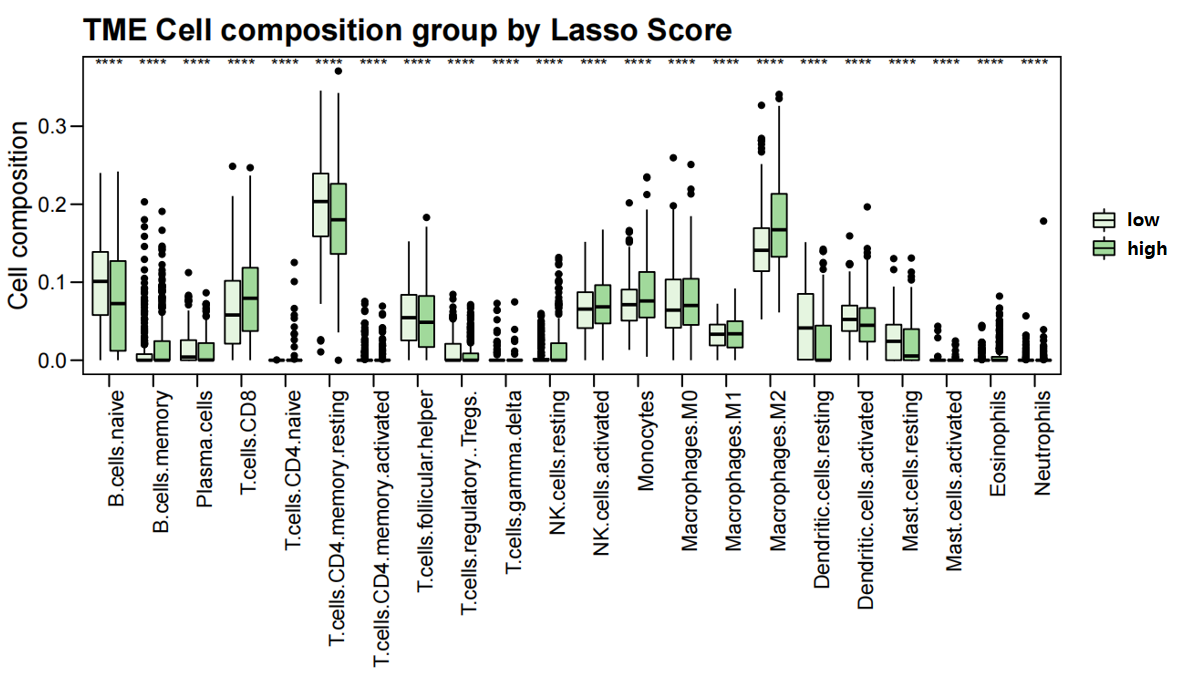 TME Cell composition group by Lasso Score
**** **** **** **** **** **** **** **** **** **** **** **** **** **** **** **** **** **** **** **** **** ****
Cell composition
0.3
0.2
0.1
0.0
low
high
B.cells.naive
B.cells.memory
Plasma.cells
T.cells.CD8
T.cells.CD4.naive
T.cells.CD4.memory.resting
T.cells.CD4.memory.activated
T.cells.follicular.helper
T.cells.regulatory..Tregs.
T.cells.gamma.delta
NK.cells.resting
NK.cells.activated
Monocytes
Macrophages.M0
Macrophages.M1
Macrophages.M2
Dendritic.cells.resting
Dendritic.cells.activated
Mast.cells.resting
Mast.cells.activated
Eosinophils
Neutrophils